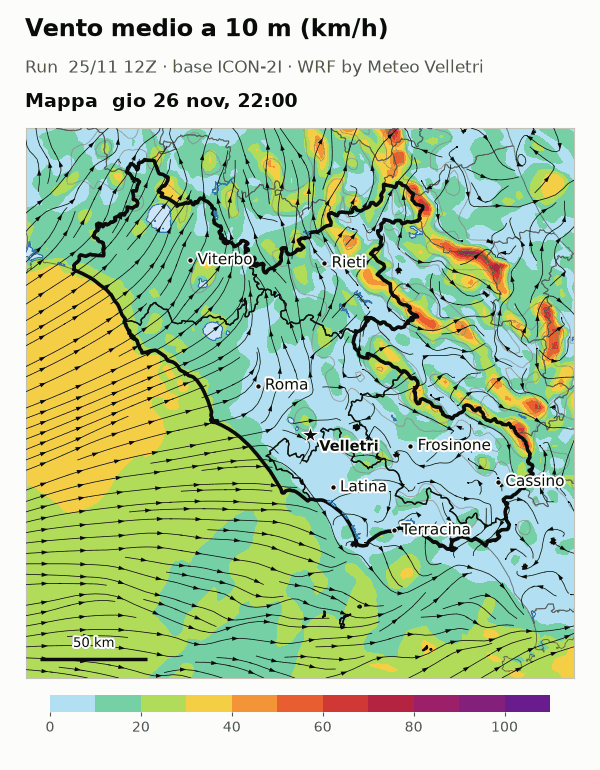 Vento medio a 10 m (km/h)
Run  25/11 12Z · base ICON-2I · WRF by Meteo Velletri
Mappa  gio 26 nov, 22:00
Viterbo
Rieti
Roma
Velletri
Frosinone
Cassino
Latina
Terracina
50 km
0 20 40 60 80 100